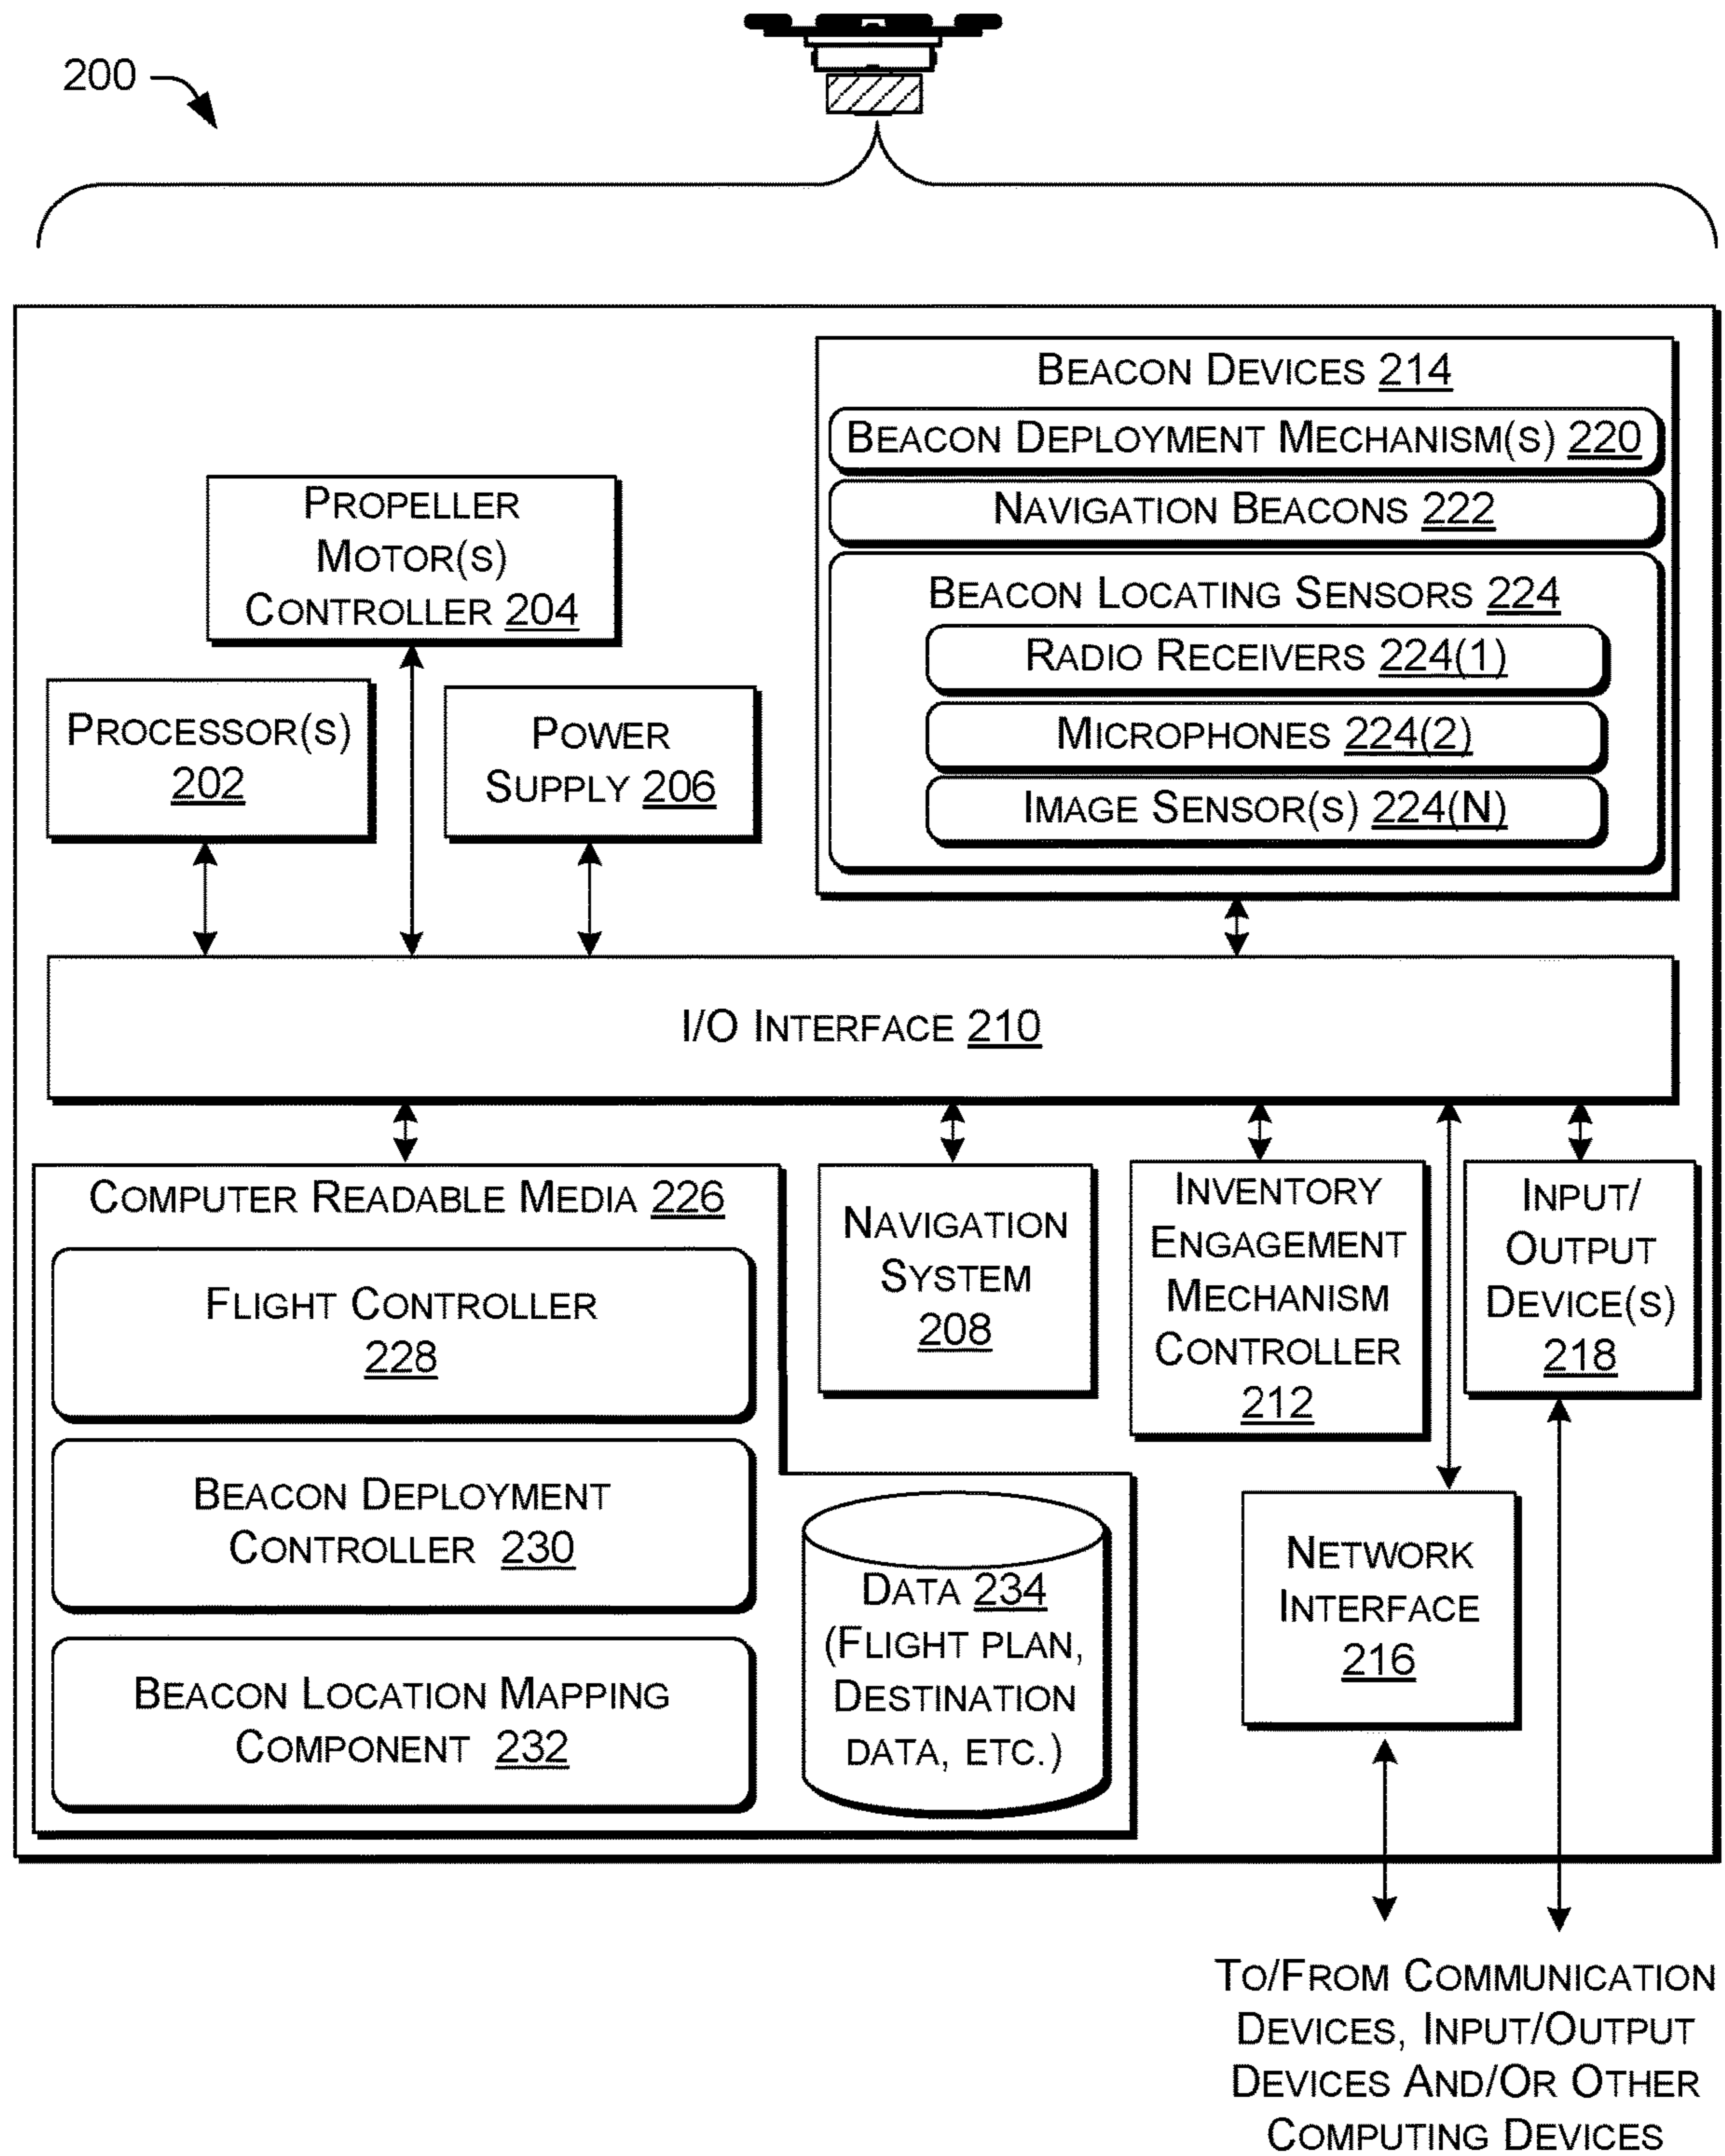 200
BEACON DEVICES 214
BEACON DEPLOYMENT MECHANISM(S) 220
NAVIGATION BEACONS 222
BEACON LOCATING SENSORS 224
RADIO RECEIVERS 224(1)
MICROPHONES 224(2)
IMAGE SENSOR(S) 224(N)
PROPELLER
MOTOR(S)
CONTROLLER 204
PROCESSOR(S)
202
POWER
SUPPLY 206
I/O INTERFACE 210
COMPUTER READABLE MEDIA 226
FLIGHT CONTROLLER
228
BEACON DEPLOYMENT
CONTROLLER 230
BEACON LOCATION MAPPING
COMPONENT 232
DATA 234
(FLIGHT PLAN,
DESTINATION
DATA, ETC.)
NAVIGATION
SYSTEM
208
INVENTORY
ENGAGEMENT
MECHANISM
CONTROLLER
212
INPUT/
OUTPUT
DEVICE(S)
218
NETWORK
INTERFACE
216
TO/FROM COMMUNICATION
DEVICES, INPUT/OUTPUT
DEVICES AND/OR OTHER
COMPUTING DEVICES